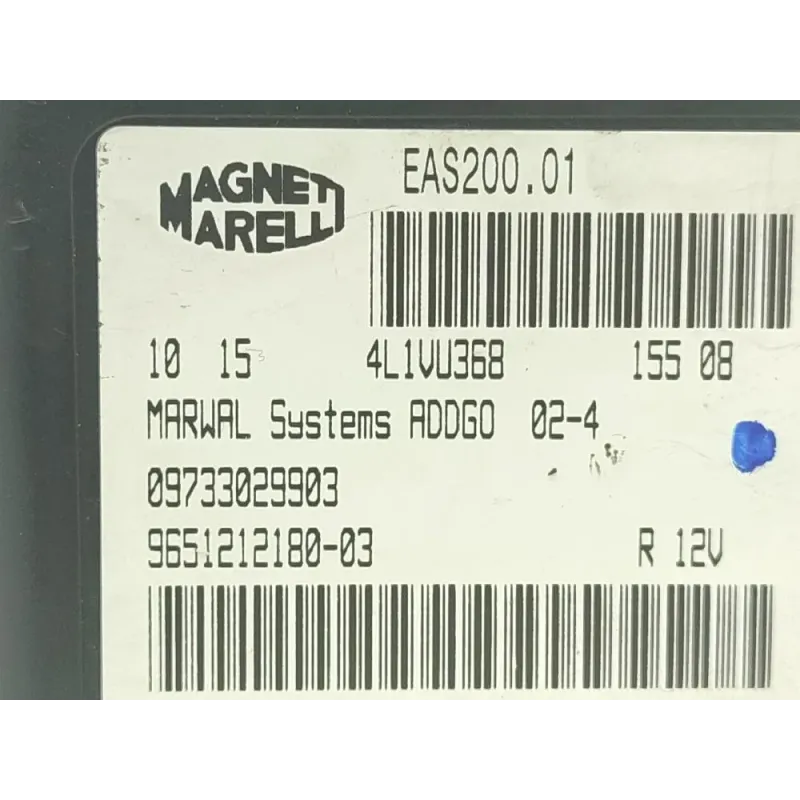 MAGNETI
MARELLI
EAS200.01
10 15 4L1VU368 155 08
MARWAL Systems ADDGO 02-4
09733029903
9651212180-03 R 12V